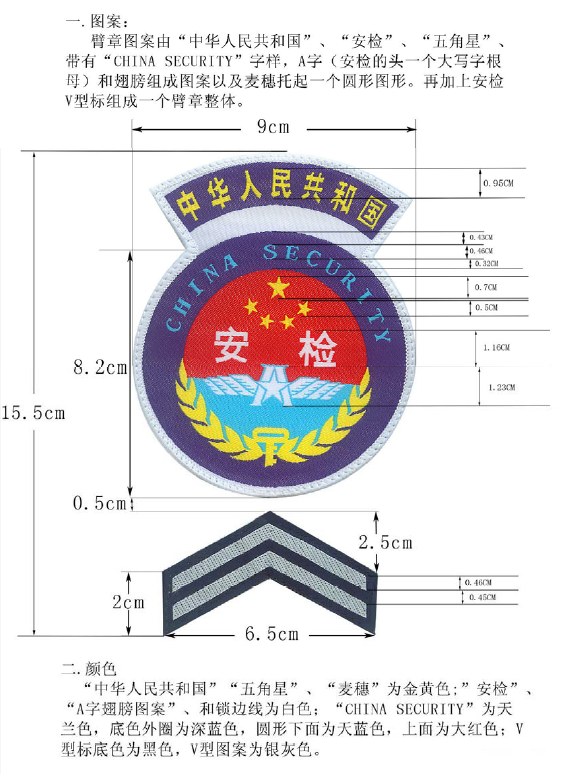 一.图案:
臂章图案由“中华人民共和国”、“安检”、“五角星”、
带有“CHINA SECURITY”字样，A字（安检的头一个大写字根
母）和翅膀组成图案以及麦穗托起一个圆形图形。再加上安检
V型标组成一个臂章整体。
9cm
中华人民共和国
0.95CM
0.43CM
0.46CM
0.32CM
CHINA SECURITY
0.7CM
0.5CM
安检
1.16CM
8.2cm
1.23CM
A
15.5cm
0.5cm
2.5cm
0.46CM
2cm
0.45CM
6.5cm
二.颜色
“中华人民共和国”“五角星”、“麦穗”为金黄色;”安检”、
“A字翅膀图案”、和锁边线为白色；“CHINA SECURITY”为天
兰色，底色外圈为深蓝色，圆形下面为天蓝色，上面为大红色；V
型标底色为黑色，V型图案为银灰色。